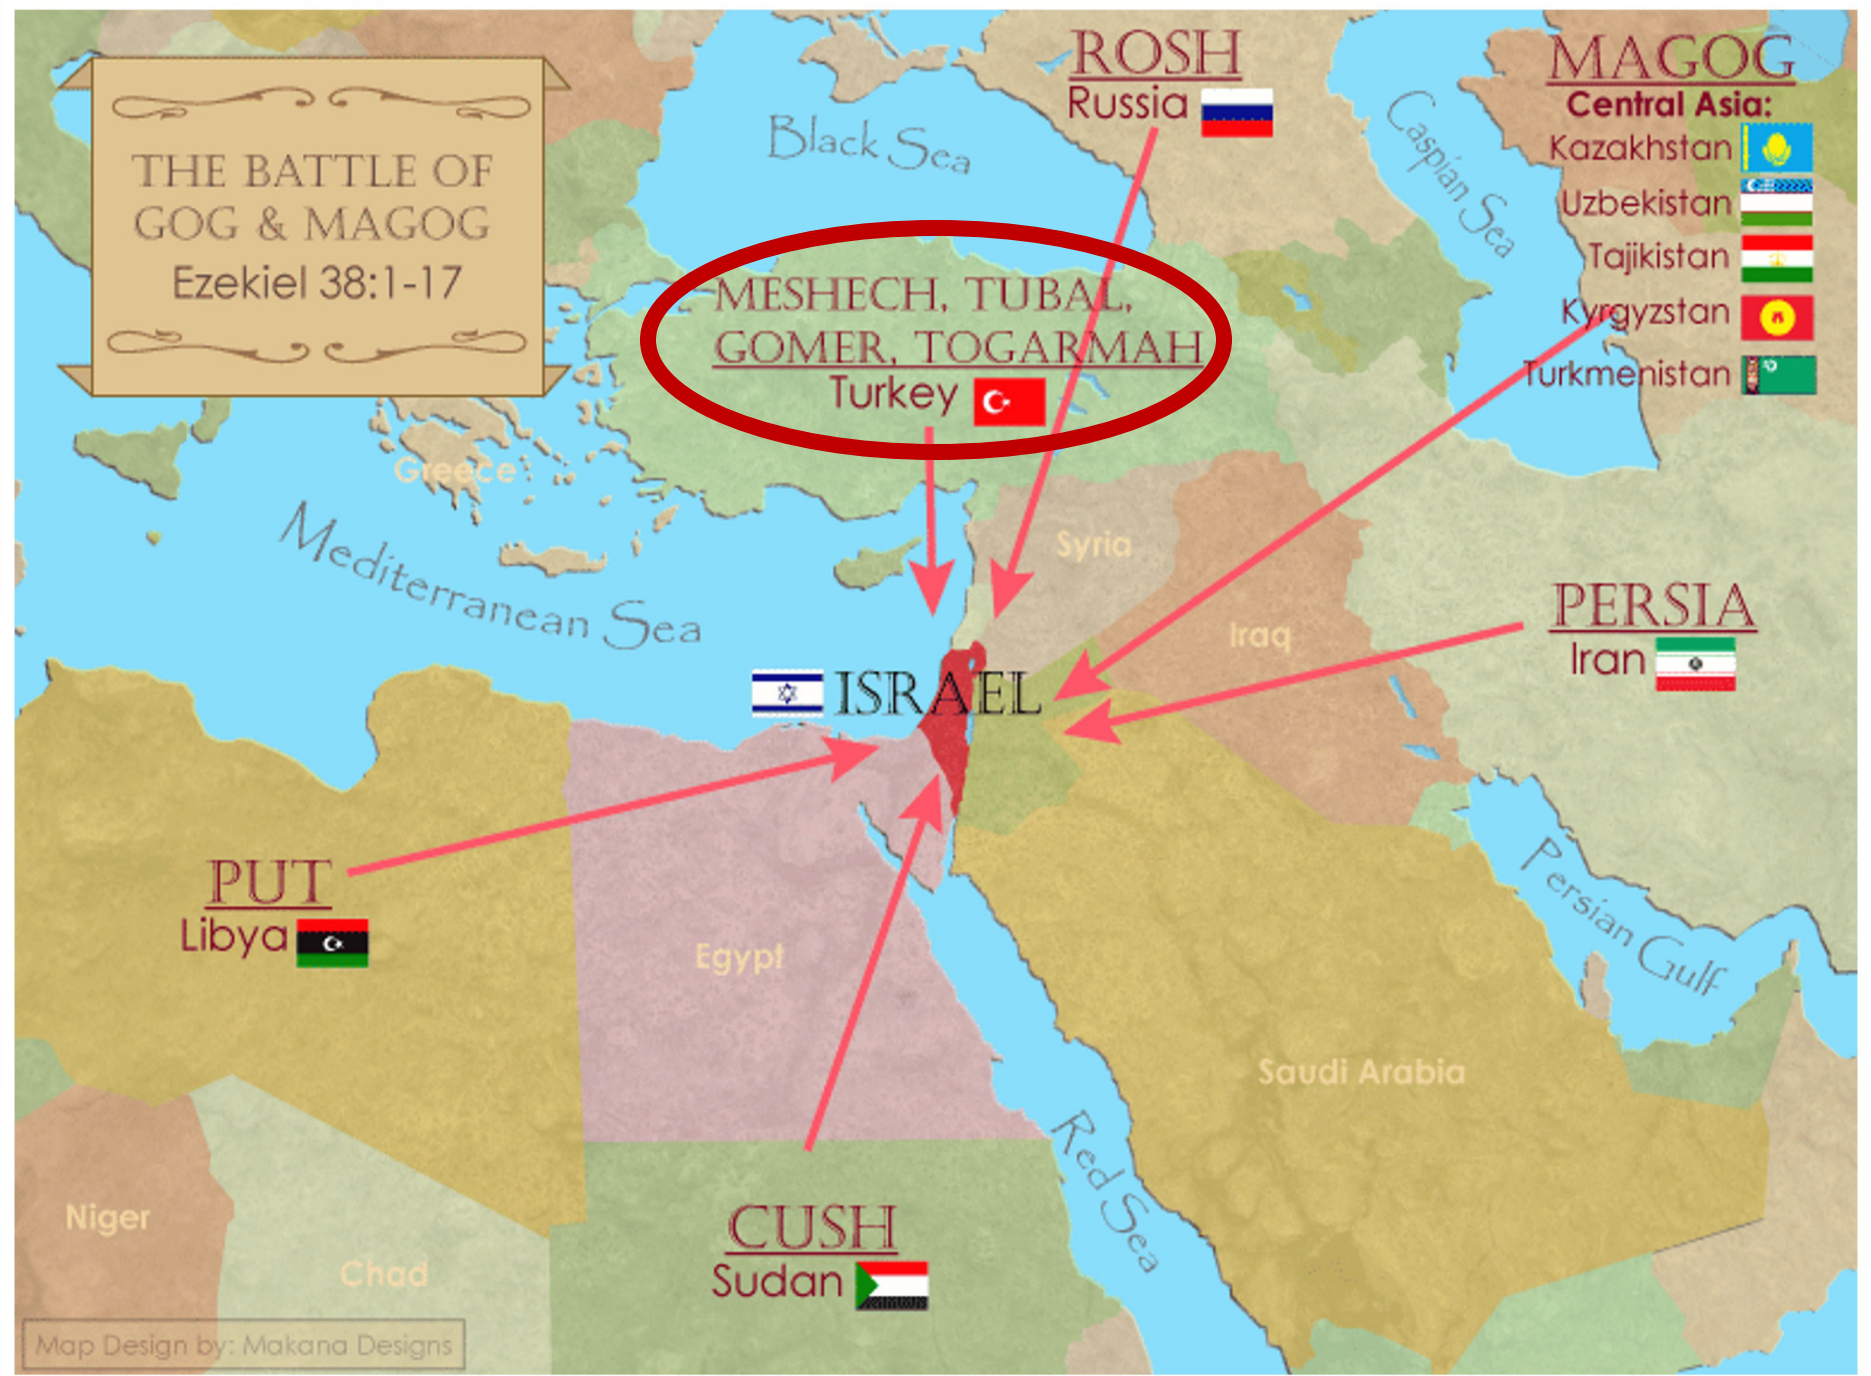 THE BATTLE OF
GOG & MAGOG
Ezekiel 38:1-17
ROSH
Russia
MAGOG
Central Asia:
Kazakhstan
Uzbekistan
Tajikistan
Kyrgyzstan
Turkmenistan
Black Sea
Caspian Sea
MESHECH, TUBAL,
GOMER, TOGARMAH
Turkey
Greece
Mediterranean Sea
Syria
Iraq
PERSIA
Iran
ISRAEL
PUT
Libya
Egypt
Persian Gulf
Saudi Arabia
Red Sea
Niger
Chad
CUSH
Sudan
Map Design by: Makana Designs